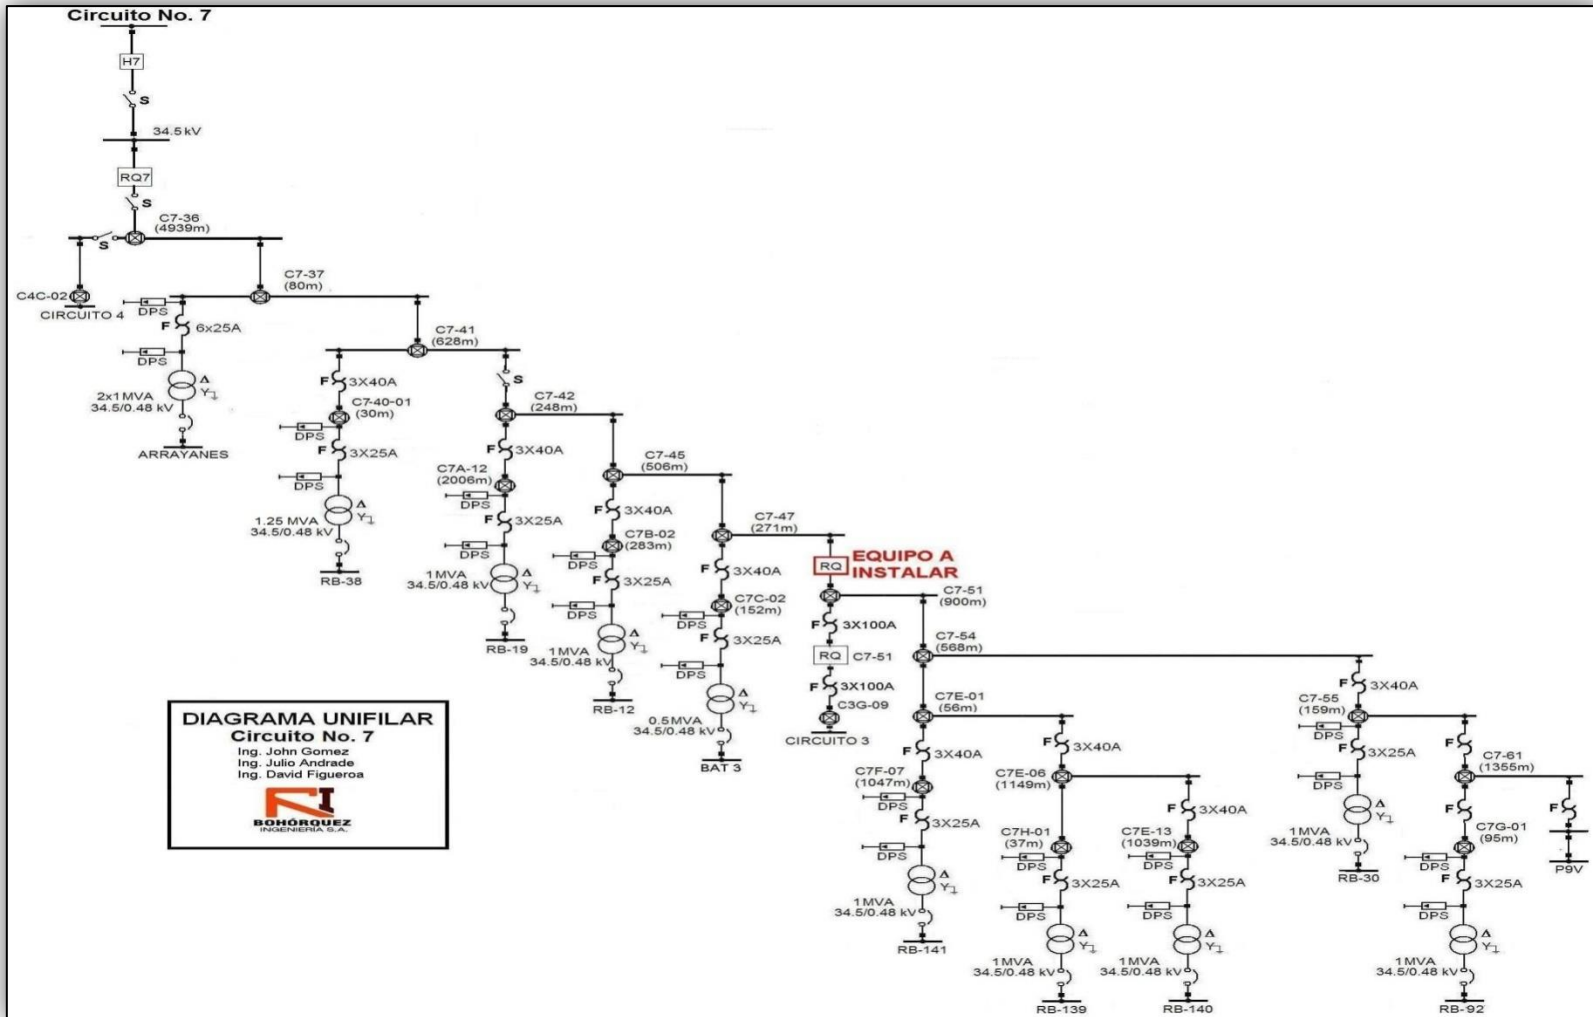 Circuito No. 7
H7
S
34.5 kV
RQ7
S
C7-36
(4939m)
S
C4C-02
CIRCUITO 4
C7-37
(80m)
DPS
F 6x25A
DPS
2x1MVA
34.5/0.48 kV
Δ
Y
ARRAYANES
C7-41
(628m)
F 3X40A
C7-40-01
(30m)
DPS
F 3X25A
DPS
1.25 MVA
34.5/0.48 kV
Δ
Y
RB-38
S
C7-42
(248m)
F 3X40A
C7A-12
(2006m)
DPS
F 3X25A
DPS
1MVA
34.5/0.48 kV
Δ
Y
RB-19
C7-45
(506m)
F 3X40A
C7B-02
(283m)
DPS
F 3X25A
DPS
1MVA
34.5/0.48 kV
Δ
Y
RB-12
C7-47
(271m)
F 3X40A
C7C-02
(152m)
DPS
F 3X25A
DPS
0.5MVA
34.5/0.48 kV
Δ
Y
BAT 3
RQ
EQUIPO A
INSTALAR
C7-51
(900m)
F 3X100A
RQ C7-51
F 3X100A
C3G-09
CIRCUITO 3
C7-54
(568m)
C7E-01
(56m)
F 3X40A
C7F-07
(1047m)
DPS
F 3X25A
DPS
1MVA
34.5/0.48 kV
Δ
Y
RB-141
F 3X40A
C7E-06
(1149m)
C7H-01
(37m)
DPS
F 3X25A
DPS
1MVA
34.5/0.48 kV
Δ
Y
RB-139
F 3X40A
C7E-13
(1039m)
DPS
F 3X25A
DPS
1MVA
34.5/0.48 kV
Δ
Y
RB-140
F 3X40A
C7-55
(159m)
DPS
F 3X25A
DPS
1MVA
34.5/0.48 kV
Δ
Y
RB-30
F
C7-61
(1355m)
F
C7G-01
(95m)
DPS
F 3X25A
DPS
1MVA
34.5/0.48 kV
Δ
Y
RB-92
F
P9V
DIAGRAMA UNIFILAR
Circuito No. 7
Ing. John Gomez
Ing. Julio Andrade
Ing. David Figueroa
BOHÓRQUEZ
INGENIERÍA S.A.